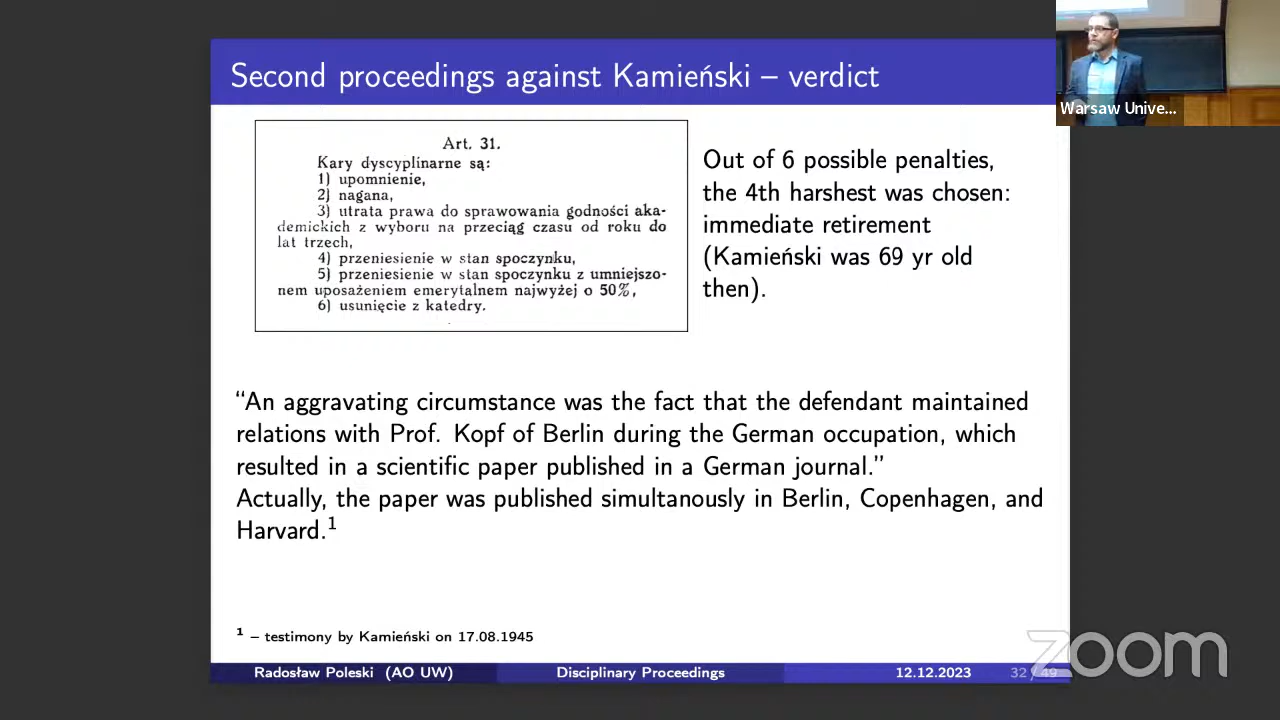 Second proceedings against Kamieński – verdict
Warsaw Unive...
Art. 31.
Kary dyscyplinarne są:
1) upomnienie,
2) nagana,
3) utrata prawa do sprawowania godności aka-
demickich z wyboru na przeciąg czasu od roku do
lat trzech,
4) przeniesienie w stan spoczynku,
5) przeniesienie w stan spoczynku z umniejszo-
nem uposażeniem emerytalnem najwyżej o 50%,
6) usunięcie z katedry.
Out of 6 possible penalties,
the 4th harshest was chosen:
immediate retirement
(Kamieński was 69 yr old
then).
“An aggravating circumstance was the fact that the defendant maintained
relations with Prof. Kopf of Berlin during the German occupation, which
resulted in a scientific paper published in a German journal.”
Actually, the paper was published simultanously in Berlin, Copenhagen, and
Harvard.¹
¹ – testimony by Kamieński on 17.08.1945
Radosław Poleski (AO UW) Disciplinary Proceedings 12.12.2023 32 / 49
zoom